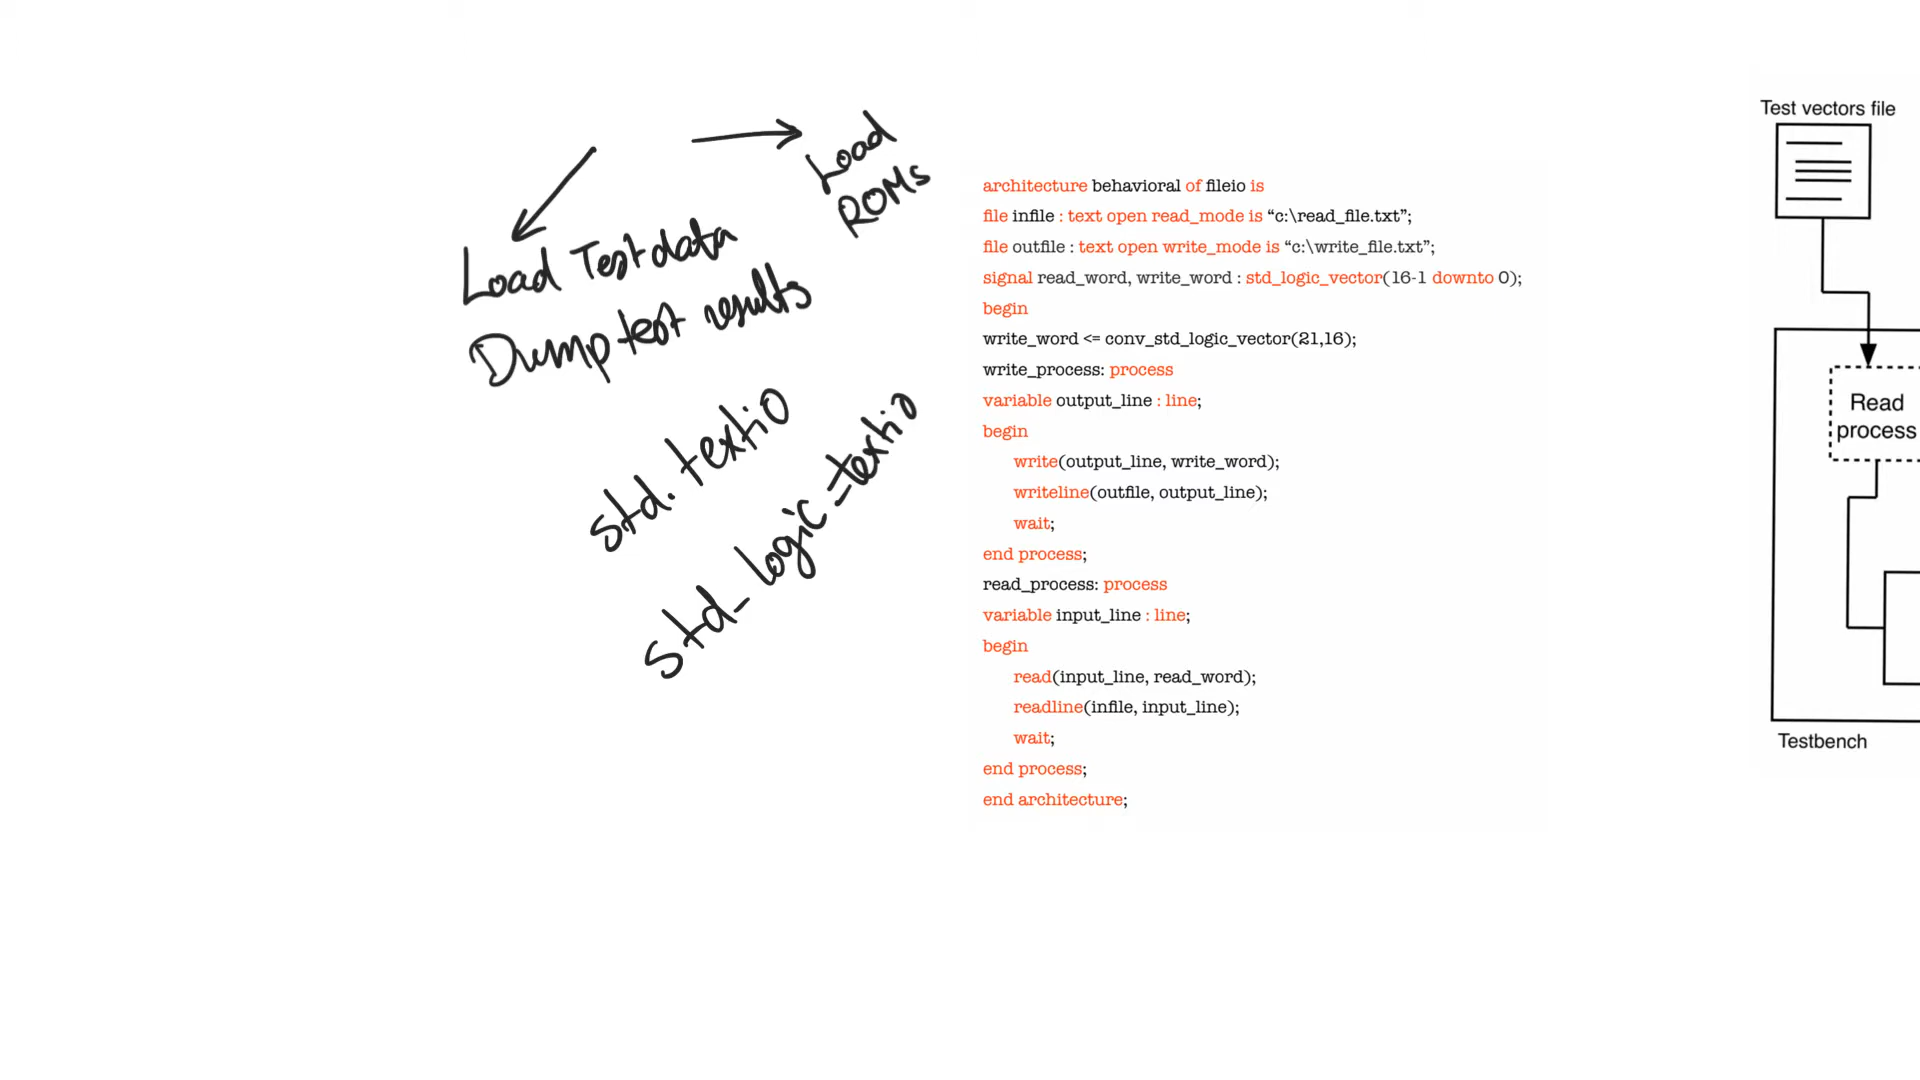 Load
ROMs
Load Test data
Dump test results
std.textio
std_logic_textio
architecture behavioral of fileio is
file infile : text open read_mode is “c:\read_file.txt”;
file outfile : text open write_mode is “c:\write_file.txt”;
signal read_word, write_word : std_logic_vector(16-1 downto 0);
begin
write_word <= conv_std_logic_vector(21,16);
write_process: process
variable output_line : line;
begin
write(output_line, write_word);
writeline(outfile, output_line);
wait;
end process;
read_process: process
variable input_line : line;
begin
read(input_line, read_word);
readline(infile, input_line);
wait;
end process;
end architecture;
Test vectors file
Read
process
Testbench